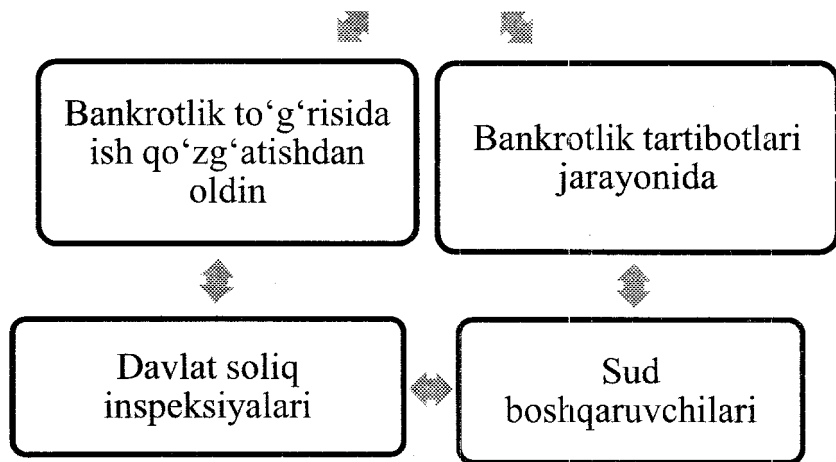 Bankrotlik to‘g‘risida
ish qo‘zg‘atishdan
oldin
Bankrotlik tartibotlari
jarayonida
Davlat soliq
inspeksiyalari
Sud
boshqaruvchilari